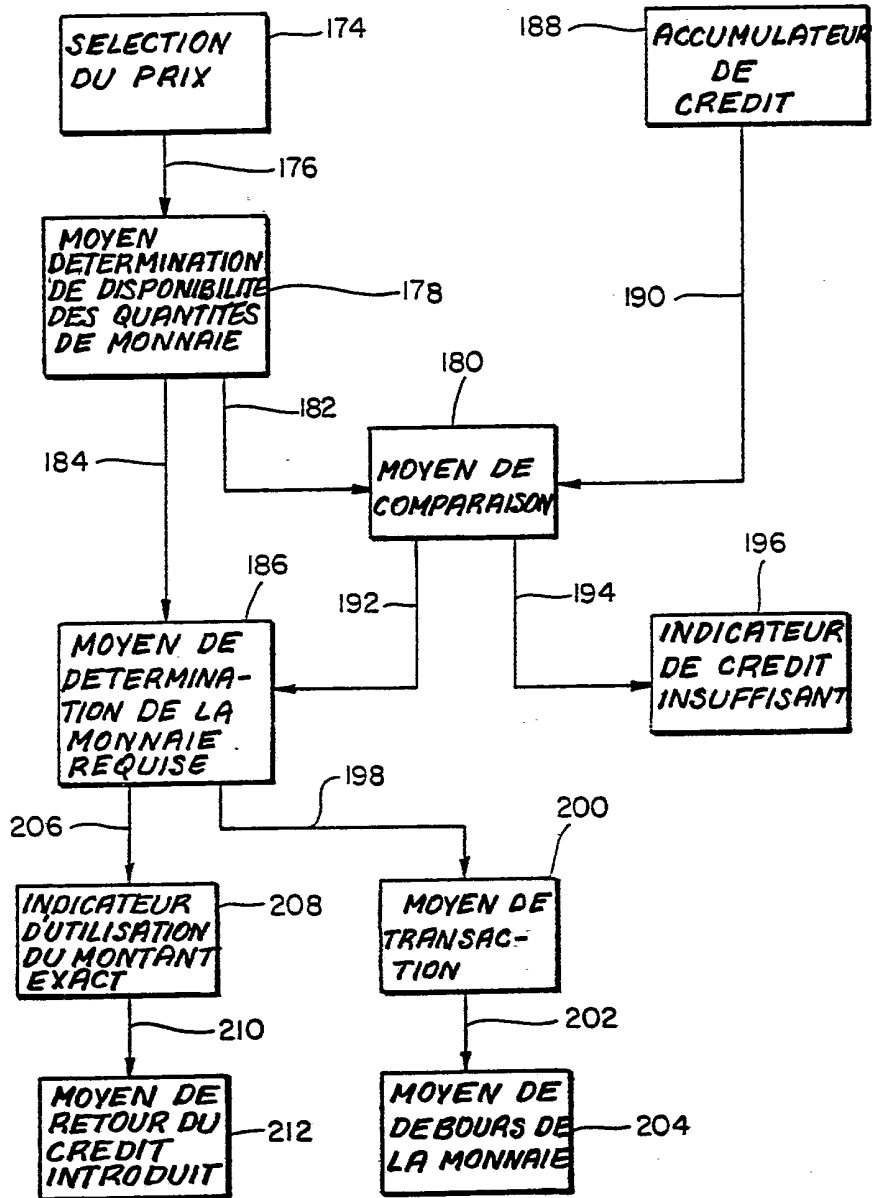 SELECTION
DU PRIX
174
188
ACCUMULATEUR
DE
CREDIT
176
MOYEN
DETERMINATION
DE DISPONIBILITE
DES QUANTITES
DE MONNAIE
178
190
180
182
184
MOYEN DE
COMPARAISON
186
192
194
196
MOYEN DE
DETERMINA-
TION DE LA
MONNAIE
REQUISE
INDICATEUR
DE CREDIT
INSUFFISANT
198
206
200
INDICATEUR
D'UTILISATION
DU MONTANT
EXACT
208
MOYEN DE
TRANSAC-
TION
210
202
MOYEN DE
RETOUR DU
CREDIT
INTRODUIT
212
MOYEN DE
DEBOURS DE
LA MONNAIE
204